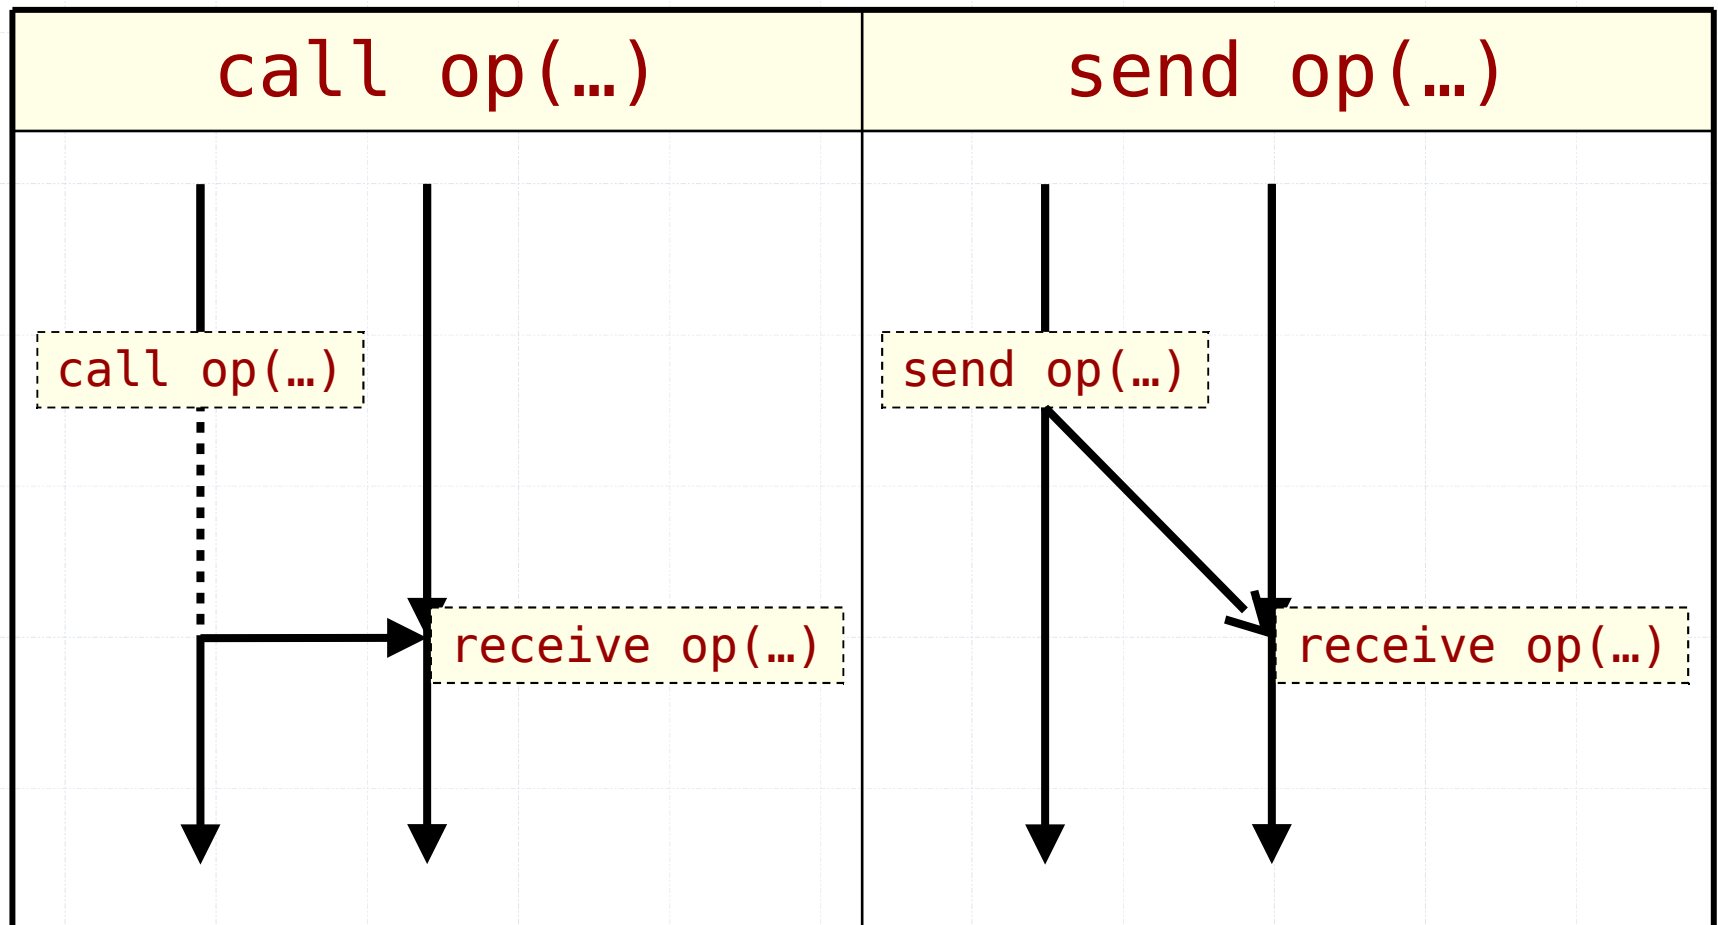 call op(…)
send op(…)
call op(…)
receive op(…)
send op(…)
receive op(…)